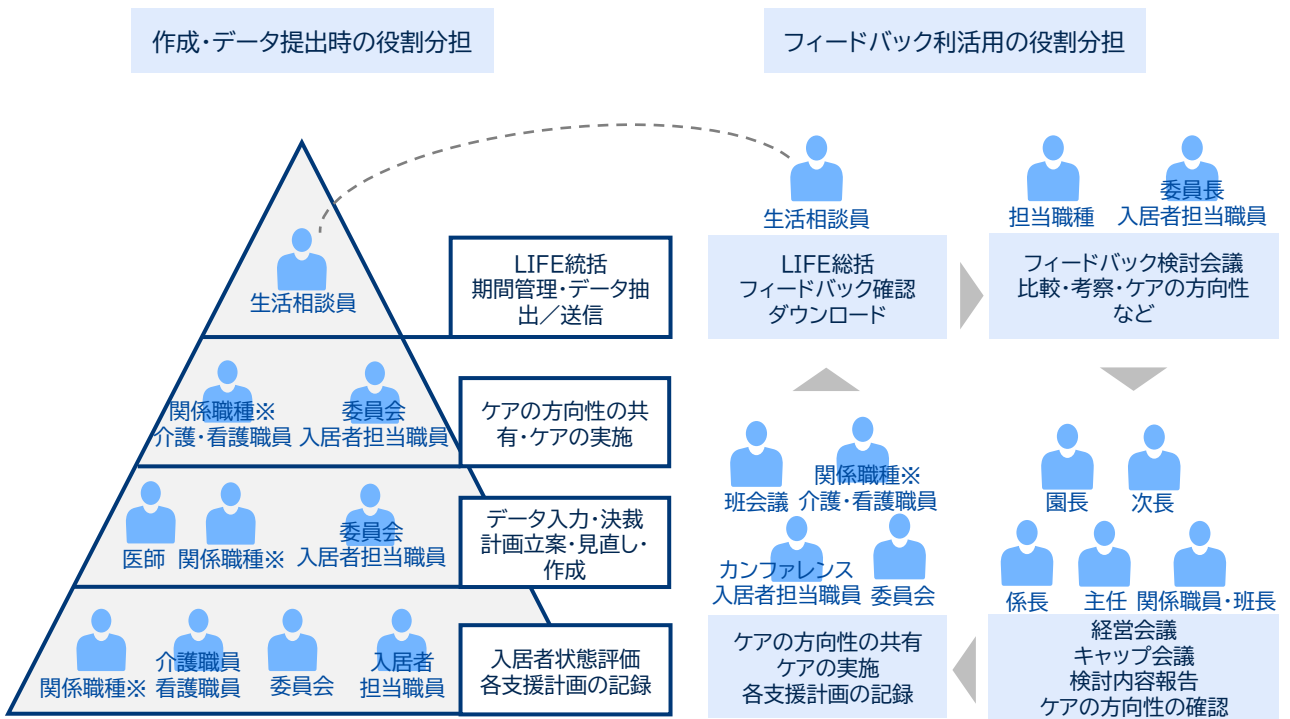 作成・データ提出時の役割分担
フィードバック利活用の役割分担
生活相談員
LIFE統括
期間管理・データ抽
出／送信
関係職種※
介護・看護職員
委員会
入居者担当職員
ケアの方向性の共
有・ケアの実施
医師
関係職種※
委員会
入居者担当職員
データ入力・決裁
計画立案・見直し・
作成
関係職種※
介護職員
看護職員
委員会
入居者
担当職員
入居者状態評価
各支援計画の記録
生活相談員
LIFE総括
フィードバック確認
ダウンロード
担当職種
委員長
入居者担当職員
フィードバック検討会議
比較・考察・ケアの方向性
など
園長
次長
係長
主任
関係職員・班長
経営会議
キャップ会議
検討内容報告
ケアの方向性の確認
班会議
関係職種※
介護・看護職員
カンファレンス
入居者担当職員
委員会
ケアの方向性の共有
ケアの実施
各支援計画の記録